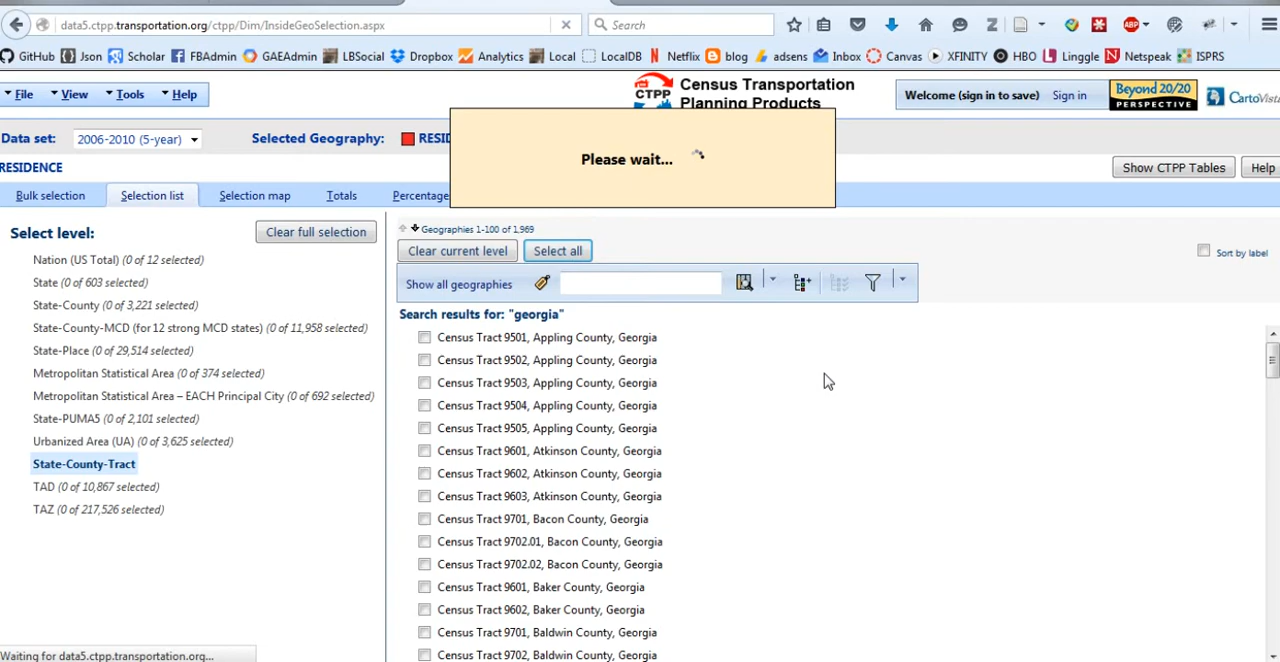 data5.ctpp.transportation.org/ctpp/Dim/InsideGeoSelection.aspx
Search
ABP
GitHub Json Scholar FBAdmin GAEAdmin LBSocial Dropbox Analytics Local LocalDB Netflix blog adsens Inbox Canvas XFINITY HBO Linggle Netspeak ISPRS
File View Tools Help
CTPP
Census Transportation
Planning Products
Welcome (sign in to save) Sign in
Beyond 20/20
PERSPECTIVE
CartoVista
Data set: 2006-2010 (5-year) Selected Geography: RESID
Please wait...
RESIDENCE
Show CTPP Tables Help
Bulk selection Selection list Selection map Totals Percentage
Select level: Clear full selection
Nation (US Total) (0 of 12 selected)
State (0 of 603 selected)
State-County (0 of 3,221 selected)
State-County-MCD (for 12 strong MCD states) (0 of 11,958 selected)
State-Place (0 of 29,514 selected)
Metropolitan Statistical Area (0 of 374 selected)
Metropolitan Statistical Area – EACH Principal City (0 of 692 selected)
State-PUMA5 (0 of 2,101 selected)
Urbanized Area (UA) (0 of 3,625 selected)
State-County-Tract
TAD (0 of 10,867 selected)
TAZ (0 of 217,526 selected)
Geographies 1-100 of 1,969
Clear current level Select all
Sort by label
Show all geographies
Search results for: "georgia"
Census Tract 9501, Appling County, Georgia
Census Tract 9502, Appling County, Georgia
Census Tract 9503, Appling County, Georgia
Census Tract 9504, Appling County, Georgia
Census Tract 9505, Appling County, Georgia
Census Tract 9601, Atkinson County, Georgia
Census Tract 9602, Atkinson County, Georgia
Census Tract 9603, Atkinson County, Georgia
Census Tract 9701, Bacon County, Georgia
Census Tract 9702.01, Bacon County, Georgia
Census Tract 9702.02, Bacon County, Georgia
Census Tract 9601, Baker County, Georgia
Census Tract 9602, Baker County, Georgia
Census Tract 9701, Baldwin County, Georgia
Census Tract 9702, Baldwin County, Georgia
Waiting for data5.ctpp.transportation.org...